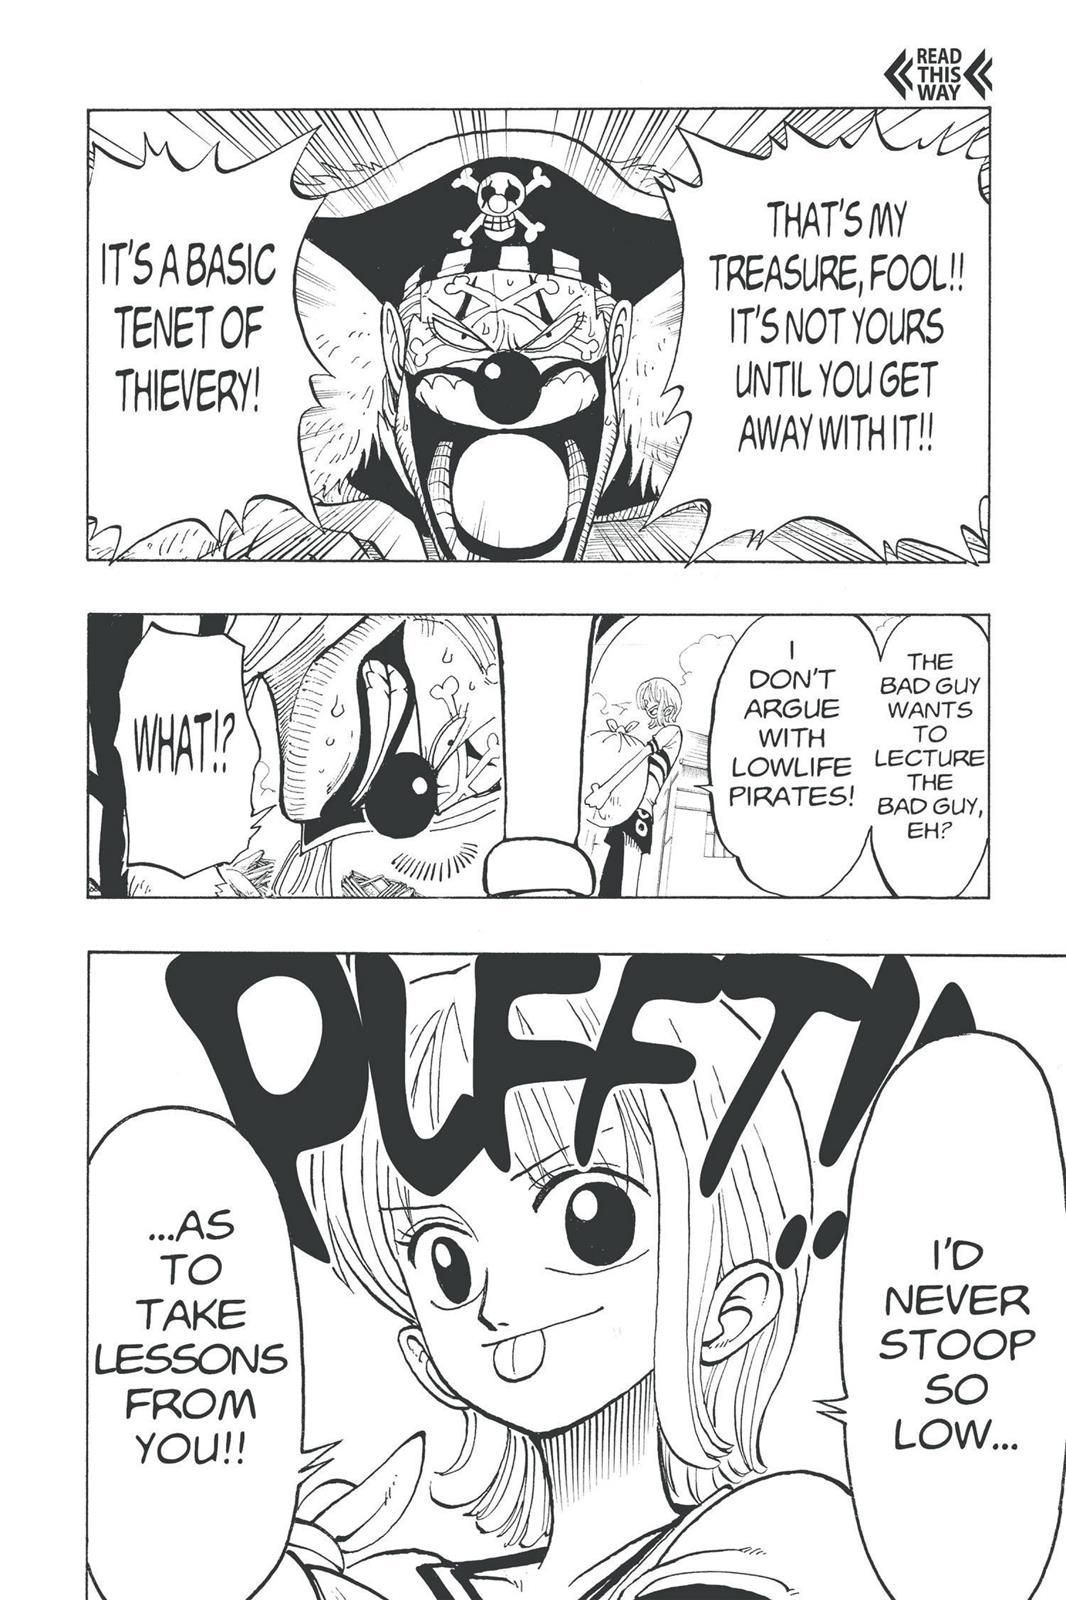 READ
THIS
WAY
THAT'S MY
TREASURE, FOOL!!
IT'S NOT YOURS
UNTIL YOU GET
AWAY WITH IT!!
IT'S A BASIC
TENET OF
THIEVERY!
THE
BAD GUY
WANTS
TO
LECTURE
THE
BAD GUY,
EH?
I
DON'T
ARGUE
WITH
LOWLIFE
PIRATES!
WHAT!?
PLFFT!!
I'D
NEVER
STOOP
SO
LOW...
...AS
TO
TAKE
LESSONS
FROM
YOU!!